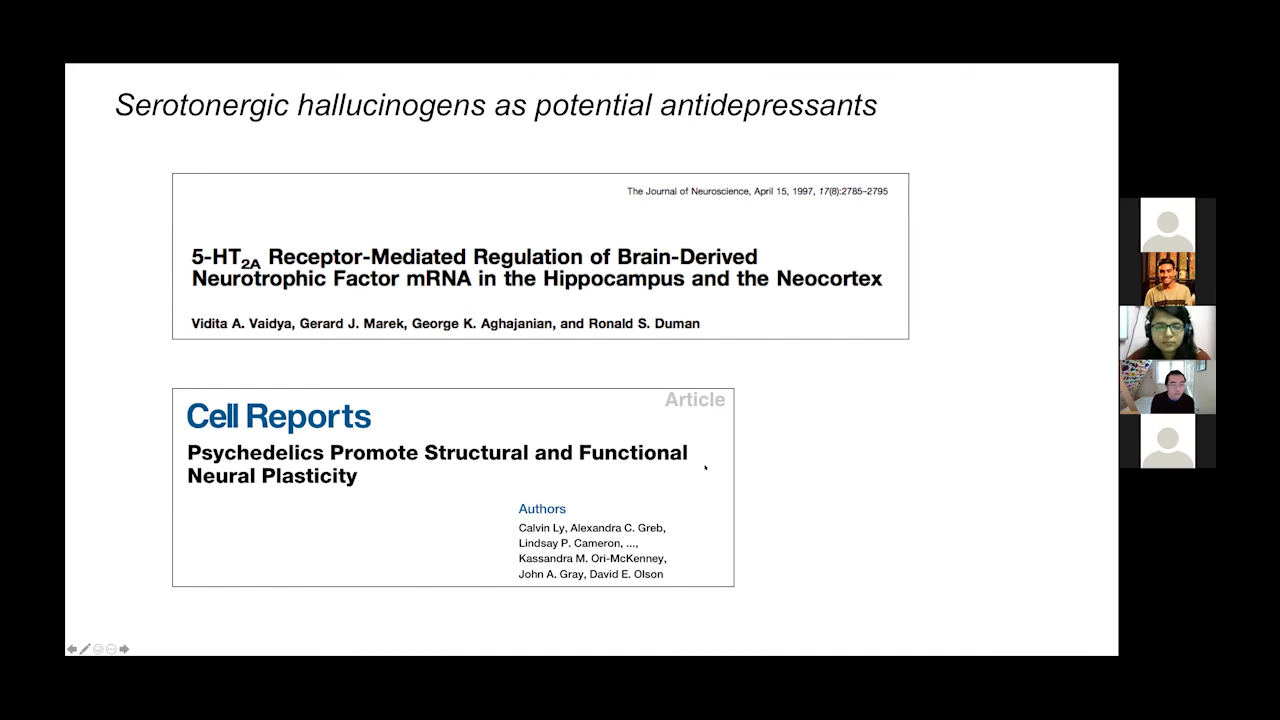 Serotonergic hallucinogens as potential antidepressants
The Journal of Neuroscience, April 15, 1997, 17(8):2785–2795
5-HT2A Receptor-Mediated Regulation of Brain-Derived
Neurotrophic Factor mRNA in the Hippocampus and the Neocortex
Vidita A. Vaidya, Gerard J. Marek, George K. Aghajanian, and Ronald S. Duman
Article
Cell Reports
Psychedelics Promote Structural and Functional
Neural Plasticity
Authors
Calvin Ly, Alexandra C. Greb,
Lindsay P. Cameron, ...,
Kassandra M. Ori-McKenney,
John A. Gray, David E. Olson